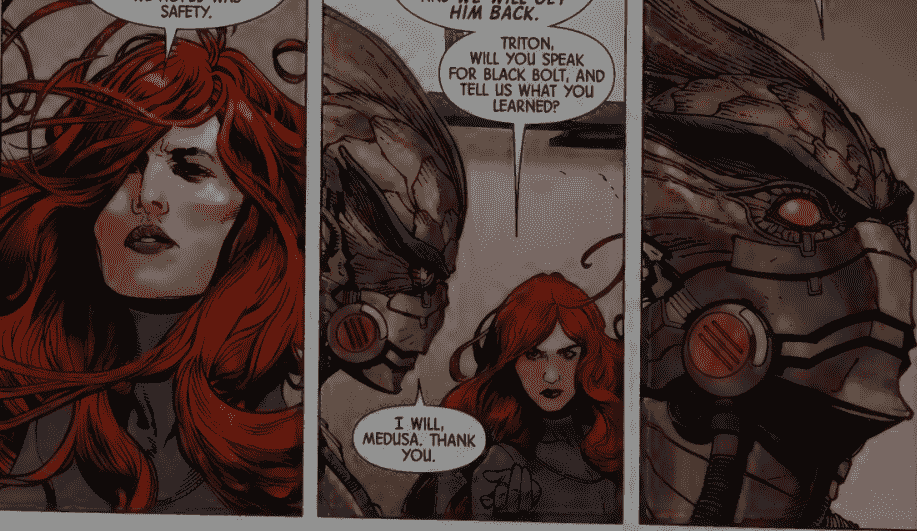 SAFETY.
HIM BACK.
TRITON,
WILL YOU SPEAK
FOR BLACK BOLT, AND
TELL US WHAT YOU
LEARNED?
I WILL,
MEDUSA. THANK
YOU.